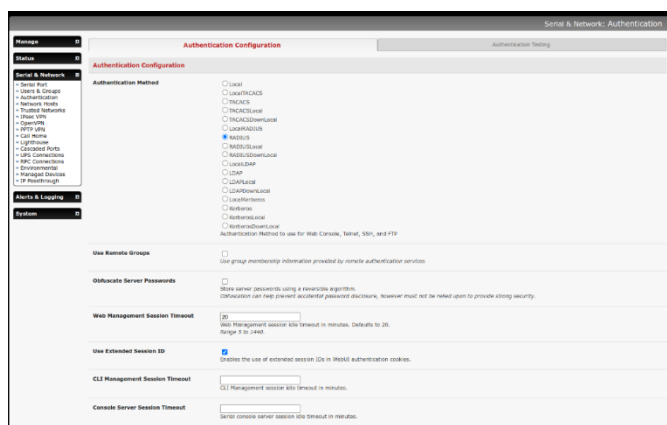 Serial & Network: Authentication
Manage
Status
Serial & Network
Serial Port
Users & Groups
Authentication
Network Hosts
Trusted Networks
IPsec VPN
OpenVPN
PPTP VPN
Call Home
Lighthouse
Cascaded Ports
UPS Connections
RPC Connections
Environmental
Managed Devices
IP Passthrough
Alerts & Logging
System
Authentication Configuration
Authentication Testing
Authentication Configuration
Authentication Method
Local
LocalTACACS
TACACS
TACACSLocal
TACACSDownLocal
LocalRADIUS
RADIUS
RADIUSLocal
RADIUSDownLocal
LocalLDAP
LDAP
LDAPLocal
LDAPDownLocal
LocalKerberos
Kerberos
KerberosLocal
KerberosDownLocal
Authentication Method to use for Web Console, Telnet, SSH, and FTP
Use Remote Groups
Use group membership information provided by remote authentication services
Obfuscate Server Passwords
Store server passwords using a reversible algorithm.
Obfuscation can help prevent accidental password disclosure, however must not be relied upon to provide strong security.
Web Management Session Timeout
20
Web Management session idle timeout in minutes. Defaults to 20.
Range 5 to 1440.
Use Extended Session ID
Enables the use of extended session IDs in WebUI authentication cookies.
CLI Management Session Timeout
CLI Management session idle timeout in minutes.
Console Server Session Timeout
Serial console server session idle timeout in minutes.